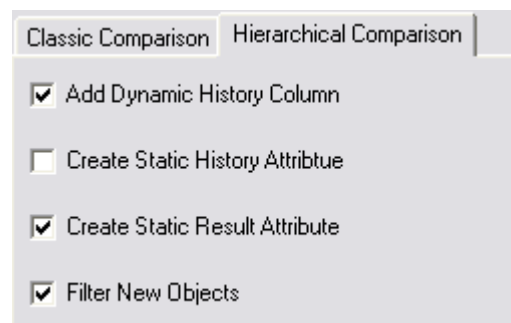 Classic Comparison Hierarchical Comparison
Add Dynamic History Column
Create Static History Attribtue
Create Static Result Attribute
Filter New Objects